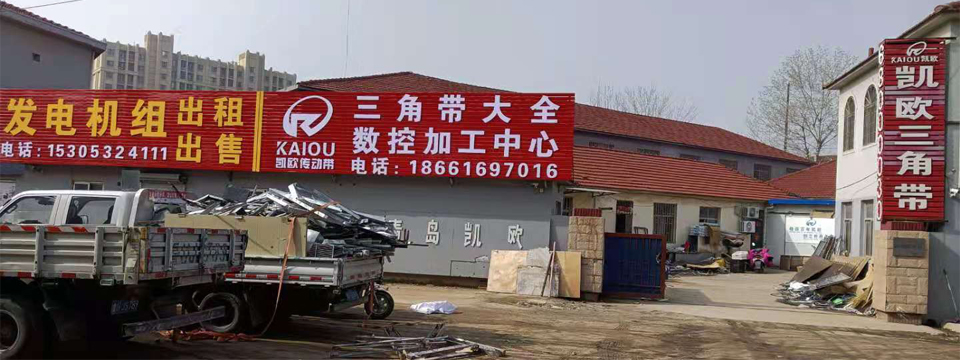 发电机组 出租
出售
电话：15305324111
KAIOU
凯欧传动带
三角带大全
数控加工中心
电话：18661697016
岛凯欧
KAIOU凯欧
凯欧三角带